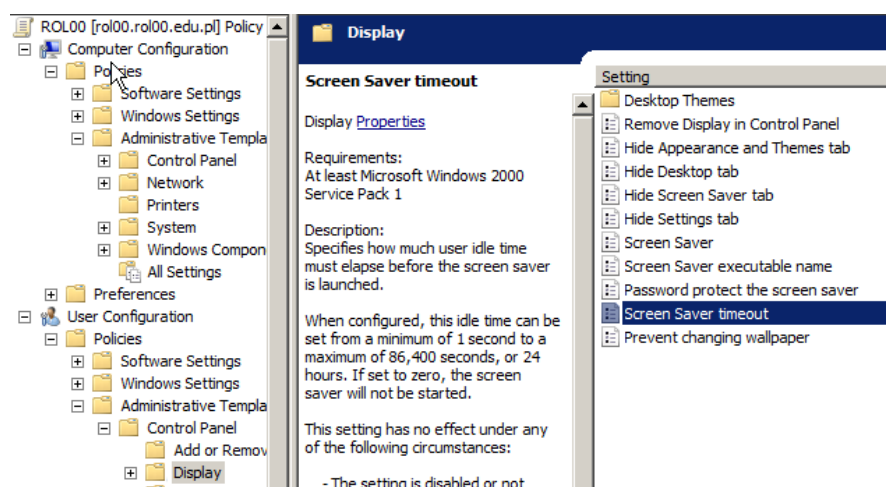 ROL00 [rol00.rol00.edu.pl] Policy
Computer Configuration
Policies
Software Settings
Windows Settings
Administrative Templa
Control Panel
Network
Printers
System
Windows Compon
All Settings
Preferences
User Configuration
Policies
Software Settings
Windows Settings
Administrative Templa
Control Panel
Add or Remov
Display
Display
Screen Saver timeout
Display Properties
Requirements:
At least Microsoft Windows 2000
Service Pack 1
Description:
Specifies how much user idle time
must elapse before the screen saver
is launched.
When configured, this idle time can be
set from a minimum of 1 second to a
maximum of 86,400 seconds, or 24
hours. If set to zero, the screen
saver will not be started.
This setting has no effect under any
of the following circumstances:
- The setting is disabled or not
Setting
Desktop Themes
Remove Display in Control Panel
Hide Appearance and Themes tab
Hide Desktop tab
Hide Screen Saver tab
Hide Settings tab
Screen Saver
Screen Saver executable name
Password protect the screen saver
Screen Saver timeout
Prevent changing wallpaper